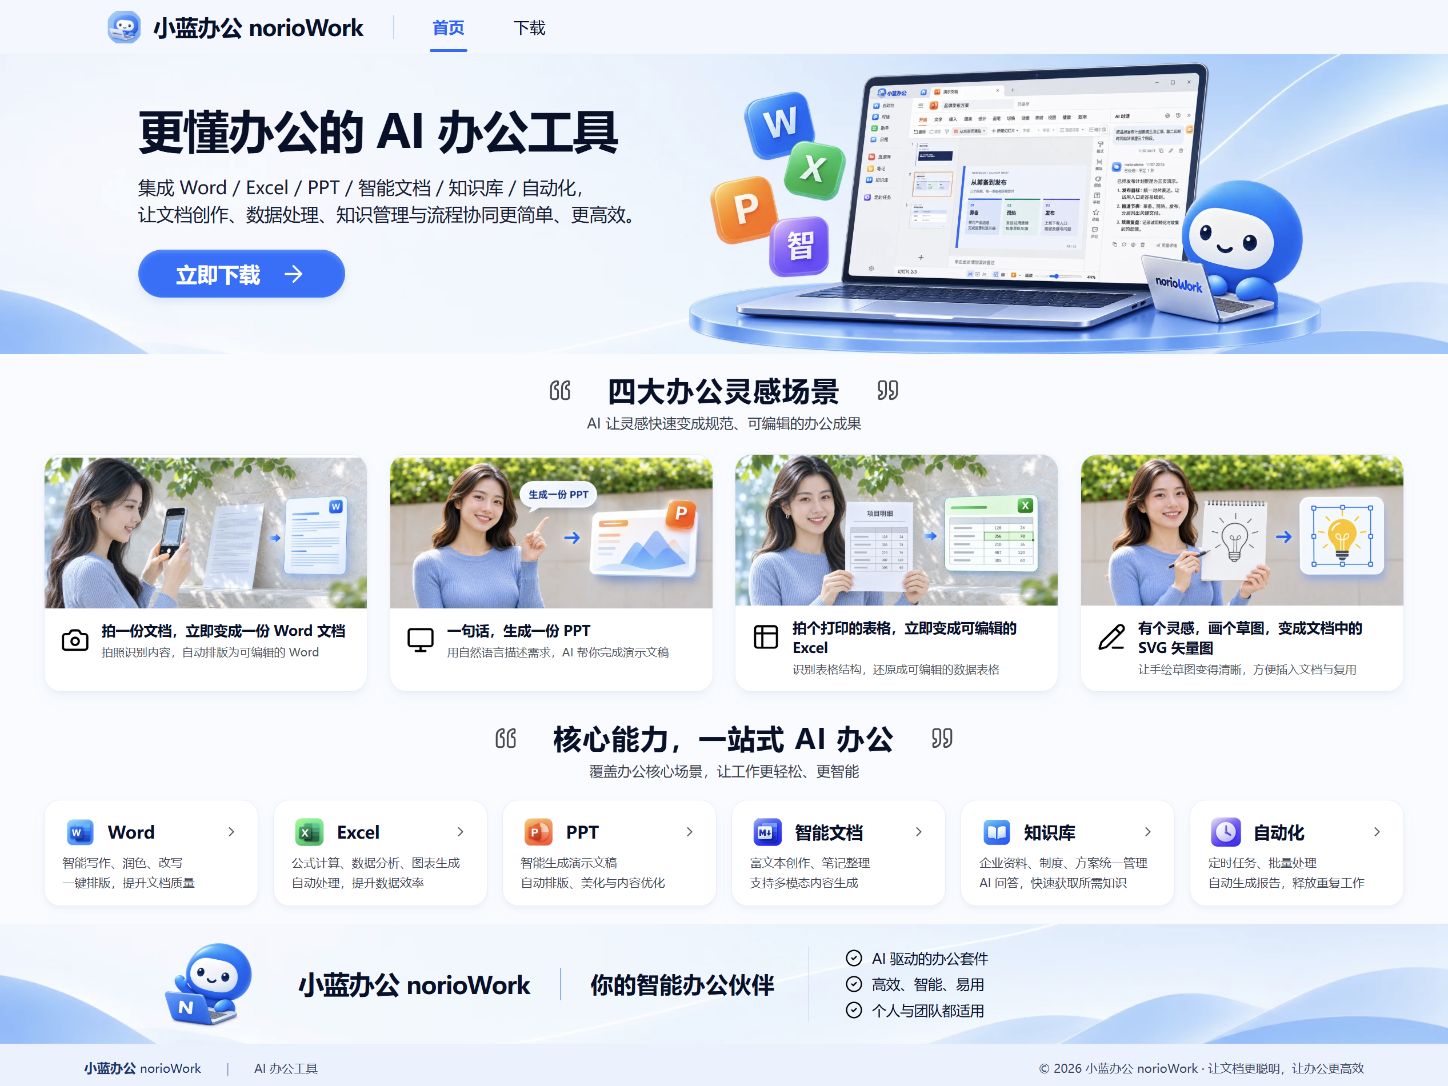 小蓝办公 norioWork
首页
下载
更懂办公的 AI 办公工具
集成 Word / Excel / PPT / 智能文档 / 知识库 / 自动化，
让文档创作、数据处理、知识管理与流程协同更简单、更高效。
立即下载
W
X
P
智
小蓝办公
从筹备到发布
筹备
预热
发布
norioWork
四大办公灵感场景
AI 让灵感快速变成规范、可编辑的办公成果
W
生成一份 PPT
P
项目明细
X
拍一份文档，立即变成一份 Word 文档
拍照识别内容，自动排版为可编辑的 Word
一句话，生成一份 PPT
用自然语言描述需求，AI 帮你完成演示文稿
拍个打印的表格，立即变成可编辑的
Excel
识别表格结构，还原成可编辑的数据表格
有个灵感，画个草图，变成文档中的
SVG 矢量图
让手绘草图变得清晰，方便插入文档与复用
核心能力，一站式 AI 办公
覆盖办公核心场景，让工作更轻松、更智能
W
Word
智能写作、润色、改写
一键排版，提升文档质量
X
Excel
公式计算、数据分析、图表生成
自动处理，提升数据效率
P
PPT
智能生成演示文稿
自动排版、美化与内容优化
M
智能文档
富文本创作、笔记整理
支持多模态内容生成
知识库
企业资料、制度、方案统一管理
AI 问答，快速获取所需知识
自动化
定时任务、批量处理
自动生成报告，释放重复工作
N
小蓝办公 norioWork
你的智能办公伙伴
AI 驱动的办公套件
高效、智能、易用
个人与团队都适用
小蓝办公 norioWork | AI 办公工具
© 2026 小蓝办公 norioWork · 让文档更聪明，让办公更高效